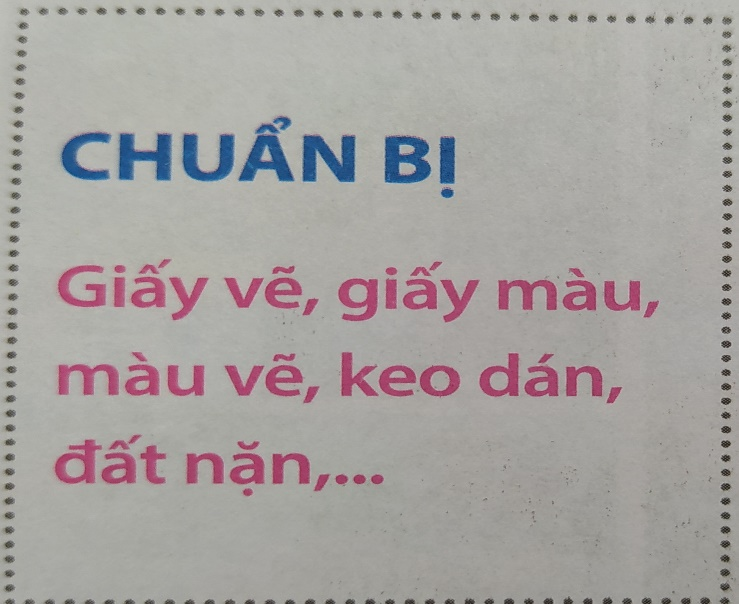 CHUẨN BỊ
Giấy vẽ, giấy màu,
màu vẽ, keo dán,
đất nặn,...